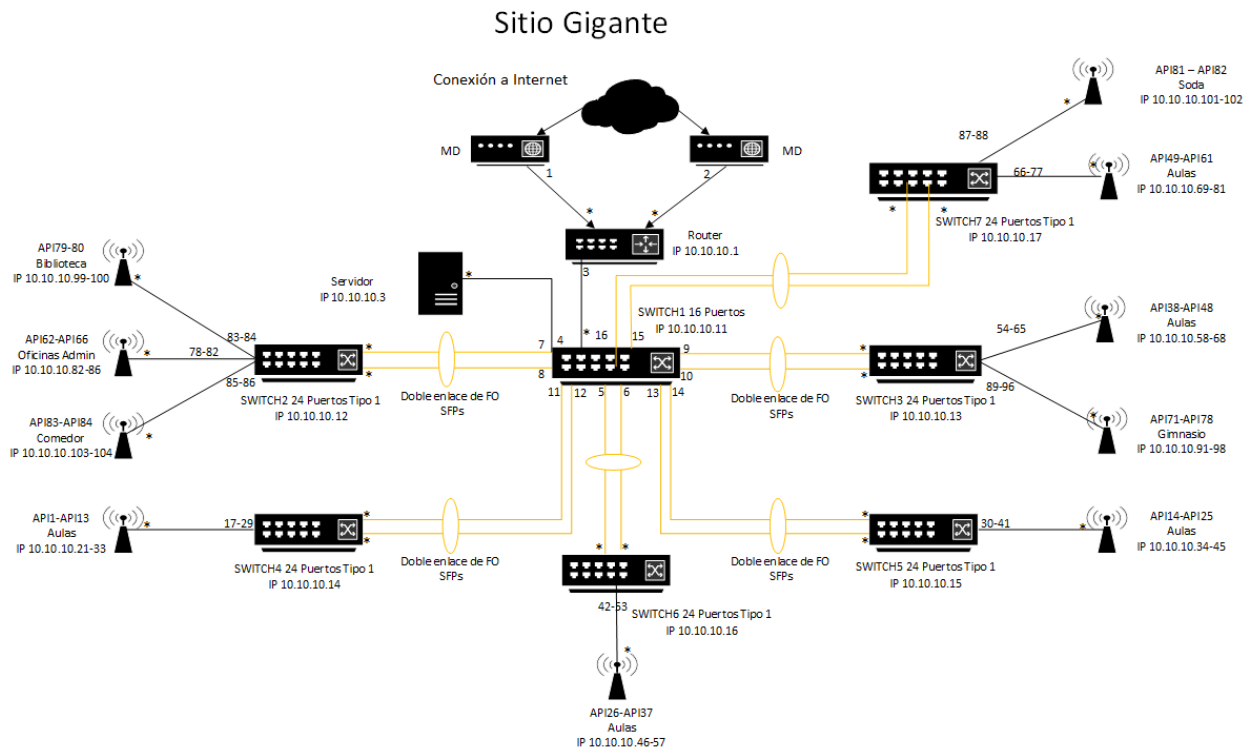 Sitio Gigante
Conexión a Internet
MD
MD
1
2
*
*
Router
IP 10.10.10.1
3
API81 – API82
Soda
IP 10.10.10.101-102
*
87-88
API49-API61
Aulas
IP 10.10.10.69-81
*
66-77
*
*
SWITCH7 24 Puertos Tipo 1
IP 10.10.10.17
API79-80
Biblioteca
IP 10.10.10.99-100
*
83-84
API62-API66
Oficinas Admin
IP 10.10.10.82-86
*
78-82
85-86
API83-API84
Comedor
IP 10.10.10.103-104
*
SWITCH2 24 Puertos Tipo 1
IP 10.10.10.12
*
*
Servidor
IP 10.10.10.3
*
Doble enlace de FO
SFPs
SWITCH1 16 Puertos
IP 10.10.10.11
*
7
4
16
15
9
8
10
11
12
5
6
13
14
Doble enlace de FO
SFPs
*
*
SWITCH3 24 Puertos Tipo 1
IP 10.10.10.13
54-65
API38-API48
Aulas
IP 10.10.10.58-68
*
89-96
API71-API78
Gimnasio
IP 10.10.10.91-98
*
API1-API13
Aulas
IP 10.10.10.21-33
*
17-29
SWITCH4 24 Puertos Tipo 1
IP 10.10.10.14
*
*
Doble enlace de FO
SFPs
*
*
42-53
SWITCH6 24 Puertos Tipo 1
IP 10.10.10.16
*
API26-API37
Aulas
IP 10.10.10.46-57
Doble enlace de FO
SFPs
*
*
SWITCH5 24 Puertos Tipo 1
IP 10.10.10.15
30-41
*
API14-API25
Aulas
IP 10.10.10.34-45